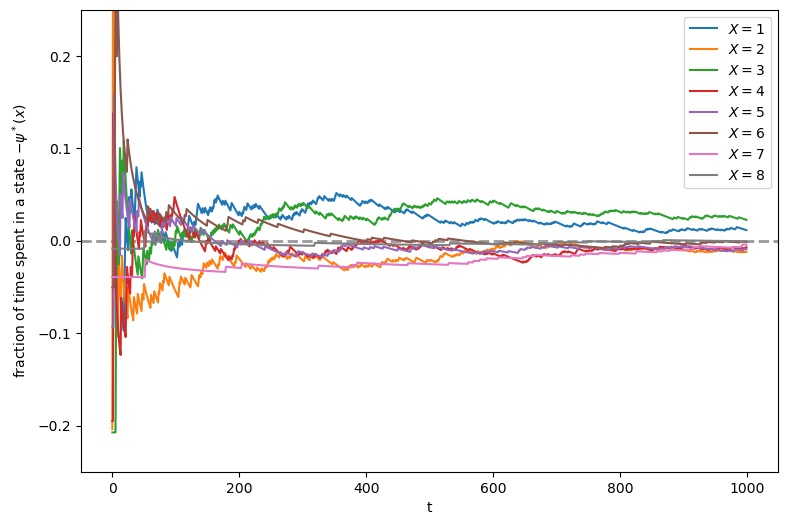 0.2
0.1
0.0
−0.1
−0.2
fraction of time spent in a state −ψ*(x)
0
200
400
600
800
1000
t
X = 1
X = 2
X = 3
X = 4
X = 5
X = 6
X = 7
X = 8